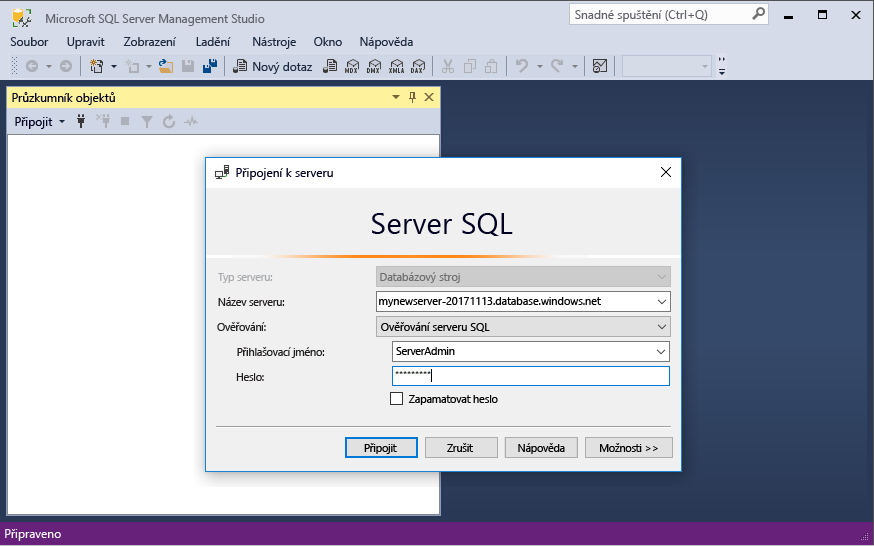 Microsoft SQL Server Management Studio
Snadné spuštění (Ctrl+Q)
Soubor Upravit Zobrazení Ladění Nástroje Okno Nápověda
Nový dotaz MDX DMX XMLA DAX
Průzkumník objektů
Připojit
Připojení k serveru
Server SQL
Typ serveru: Databázový stroj
Název serveru: mynewserver-20171113.database.windows.net
Ověřování: Ověřování serveru SQL
Přihlašovací jméno: ServerAdmin
Heslo: *********
Zapamatovat heslo
Připojit Zrušit Nápověda Možnosti >>
Připraveno